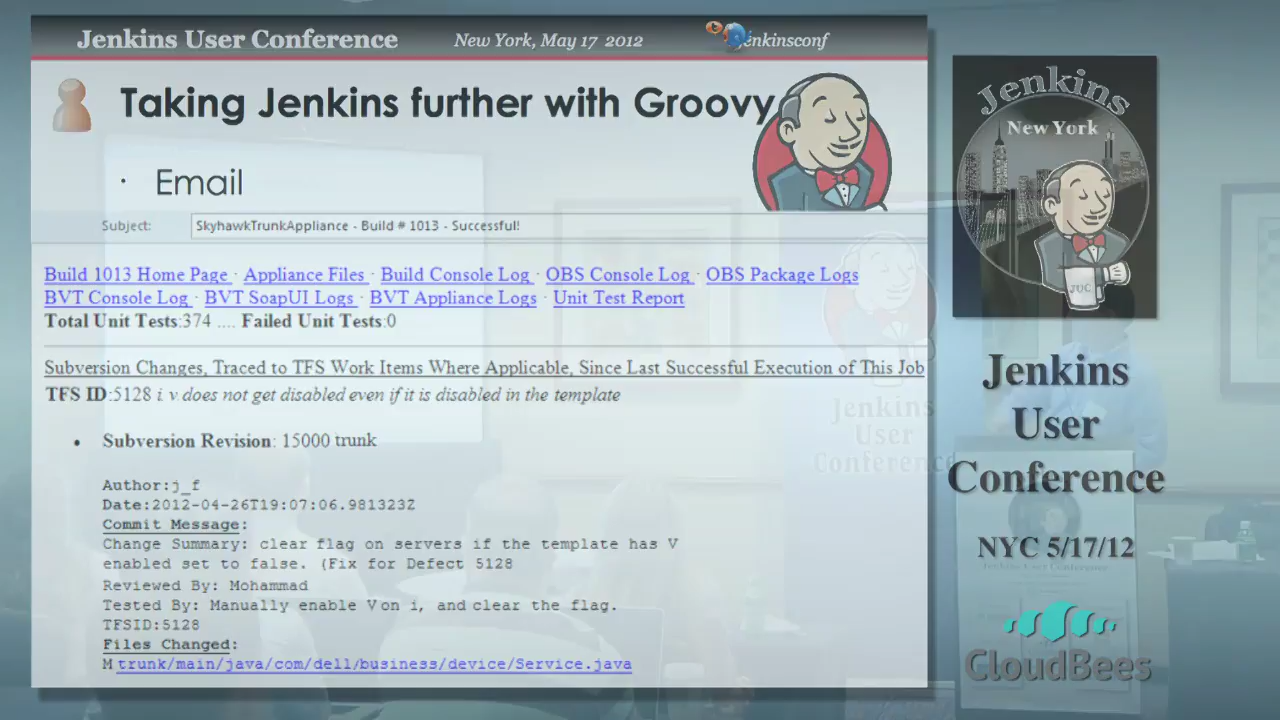 Jenkins User Conference
New York, May 17 2012
jenkinsconf
Taking Jenkins further with Groovy
· Email
Subject: SkyhawkTrunkAppliance - Build # 1013 - Successful!
Build 1013 Home Page · Appliance Files · Build Console Log · OBS Console Log · OBS Package Logs
BVT Console Log · BVT SoapUI Logs · BVT Appliance Logs · Unit Test Report
Total Unit Tests:374 .... Failed Unit Tests:0
Subversion Changes, Traced to TFS Work Items Where Applicable, Since Last Successful Execution of This Job
TFS ID:5128 i. v.does not get disabled even if it is disabled in the template
• Subversion Revision: 15000 trunk
Author:j_f
Date:2012-04-26T19:07:06.981323Z
Commit Message:
Change Summary: clear flag on servers if the template has V
enabled set to false. (Fix for Defect 5128
Reviewed By: Mohammad
Tested By: Manually enable V on i, and clear the flag.
TFSID:5128
Files Changed:
M trunk/main/java/com/dell/business/device/Service.java
Jenkins
New York
JUC
Jenkins
User
Conference
NYC 5/17/12
CloudBees
Jenkins
User
Conference
Jenkins User Conference